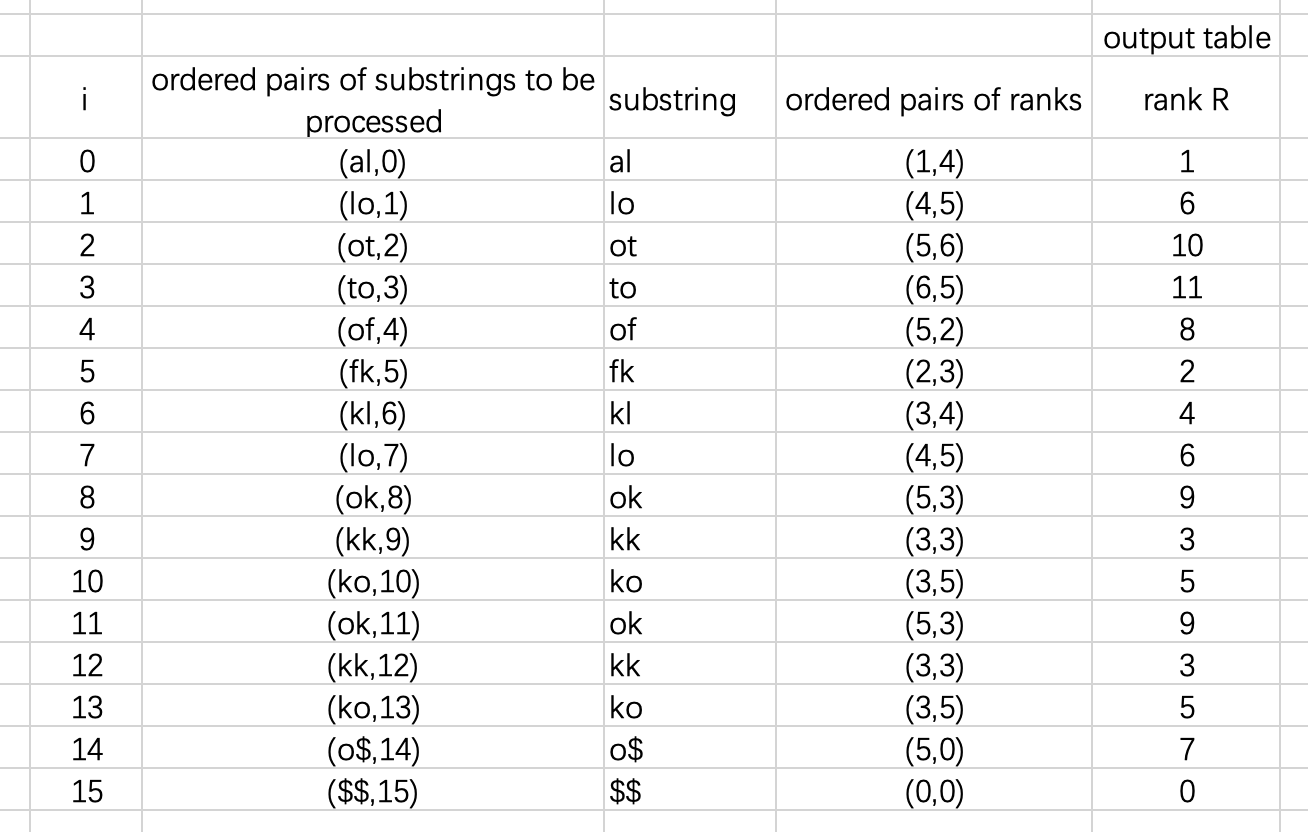 output table
i ordered pairs of substrings to be processed substring ordered pairs of ranks rank R
0 (al,0) al (1,4) 1
1 (lo,1) lo (4,5) 6
2 (ot,2) ot (5,6) 10
3 (to,3) to (6,5) 11
4 (of,4) of (5,2) 8
5 (fk,5) fk (2,3) 2
6 (kl,6) kl (3,4) 4
7 (lo,7) lo (4,5) 6
8 (ok,8) ok (5,3) 9
9 (kk,9) kk (3,3) 3
10 (ko,10) ko (3,5) 5
11 (ok,11) ok (5,3) 9
12 (kk,12) kk (3,3) 3
13 (ko,13) ko (3,5) 5
14 (o$,14) o$ (5,0) 7
15 ($$,15) $$ (0,0) 0